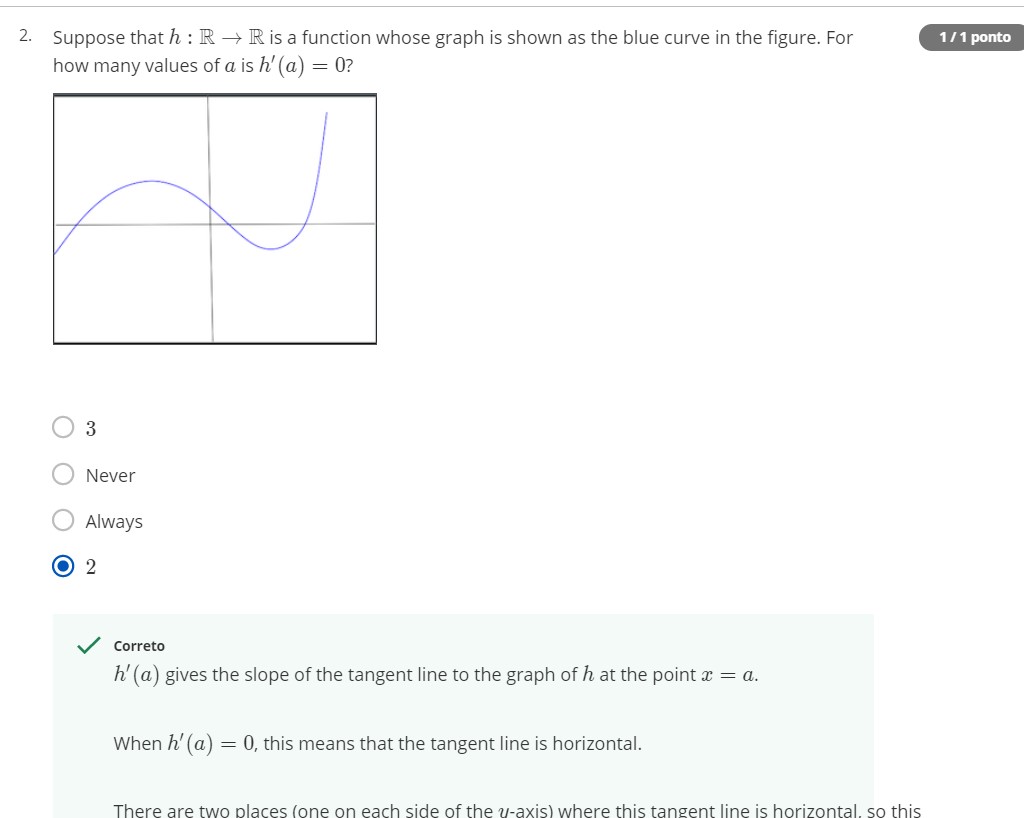 2. Suppose that h : ℝ → ℝ is a function whose graph is shown as the blue curve in the figure. For
how many values of a is h′(a) = 0?
1 / 1 ponto
3
Never
Always
2
Correto
h′(a) gives the slope of the tangent line to the graph of h at the point x = a.
When h′(a) = 0, this means that the tangent line is horizontal.
There are two places (one on each side of the y-axis) where this tangent line is horizontal, so this